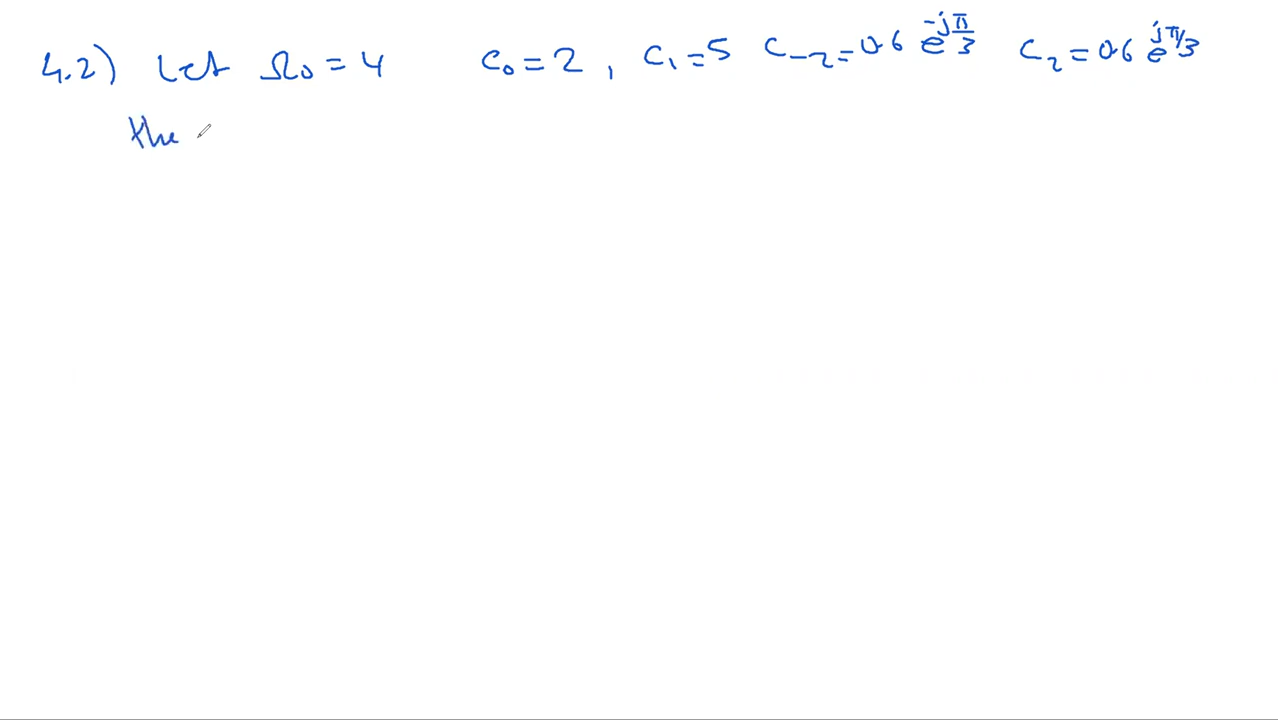 4.2) Let Ω₀ = 4 c₀ = 2 , c₁ = 5 c₋₂ = 0.6 e^(-jπ/3) c₂ = 0.6 e^(jπ/3)
the